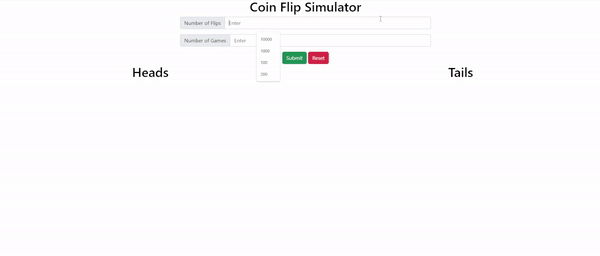 Coin Flip Simulator
Number of Flips Enter
Number of Games Enter
10000
1000
100
200
Submit Reset
Heads Tails